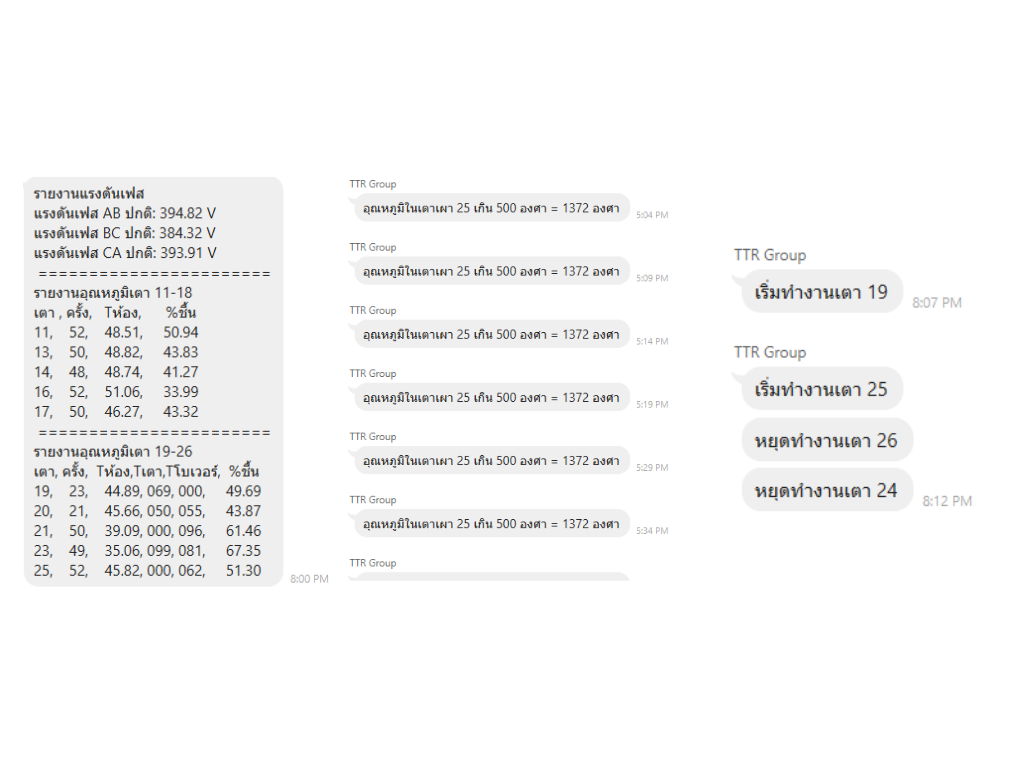 รายงานแรงดันเฟส
แรงดันเฟส AB ปกติ: 394.82 V
แรงดันเฟส BC ปกติ: 384.32 V
แรงดันเฟส CA ปกติ: 393.91 V
=======================
รายงานอุณหภูมิเตา 11-18
เตา , ครั้ง, Tห้อง, %ชื้น
11, 52, 48.51, 50.94
13, 50, 48.82, 43.83
14, 48, 48.74, 41.27
16, 52, 51.06, 33.99
17, 50, 46.27, 43.32
=======================
รายงานอุณหภูมิเตา 19-26
เตา, ครั้ง, Tห้อง,Tเตา,Tโบเวอร์, %ชื้น
19, 23, 44.89, 069, 000, 49.69
20, 21, 45.66, 050, 055, 43.87
21, 50, 39.09, 000, 096, 61.46
23, 49, 35.06, 099, 081, 67.35
25, 52, 45.82, 000, 062, 51.30
8:00 PM
TTR Group
อุณหภูมิในเตาเผา 25 เกิน 500 องศา = 1372 องศา
5:04 PM
TTR Group
อุณหภูมิในเตาเผา 25 เกิน 500 องศา = 1372 องศา
5:09 PM
TTR Group
อุณหภูมิในเตาเผา 25 เกิน 500 องศา = 1372 องศา
5:14 PM
TTR Group
อุณหภูมิในเตาเผา 25 เกิน 500 องศา = 1372 องศา
5:19 PM
TTR Group
อุณหภูมิในเตาเผา 25 เกิน 500 องศา = 1372 องศา
5:29 PM
TTR Group
อุณหภูมิในเตาเผา 25 เกิน 500 องศา = 1372 องศา
5:34 PM
TTR Group
TTR Group
เริ่มทำงานเตา 19
8:07 PM
TTR Group
เริ่มทำงานเตา 25
หยุดทำงานเตา 26
หยุดทำงานเตา 24
8:12 PM